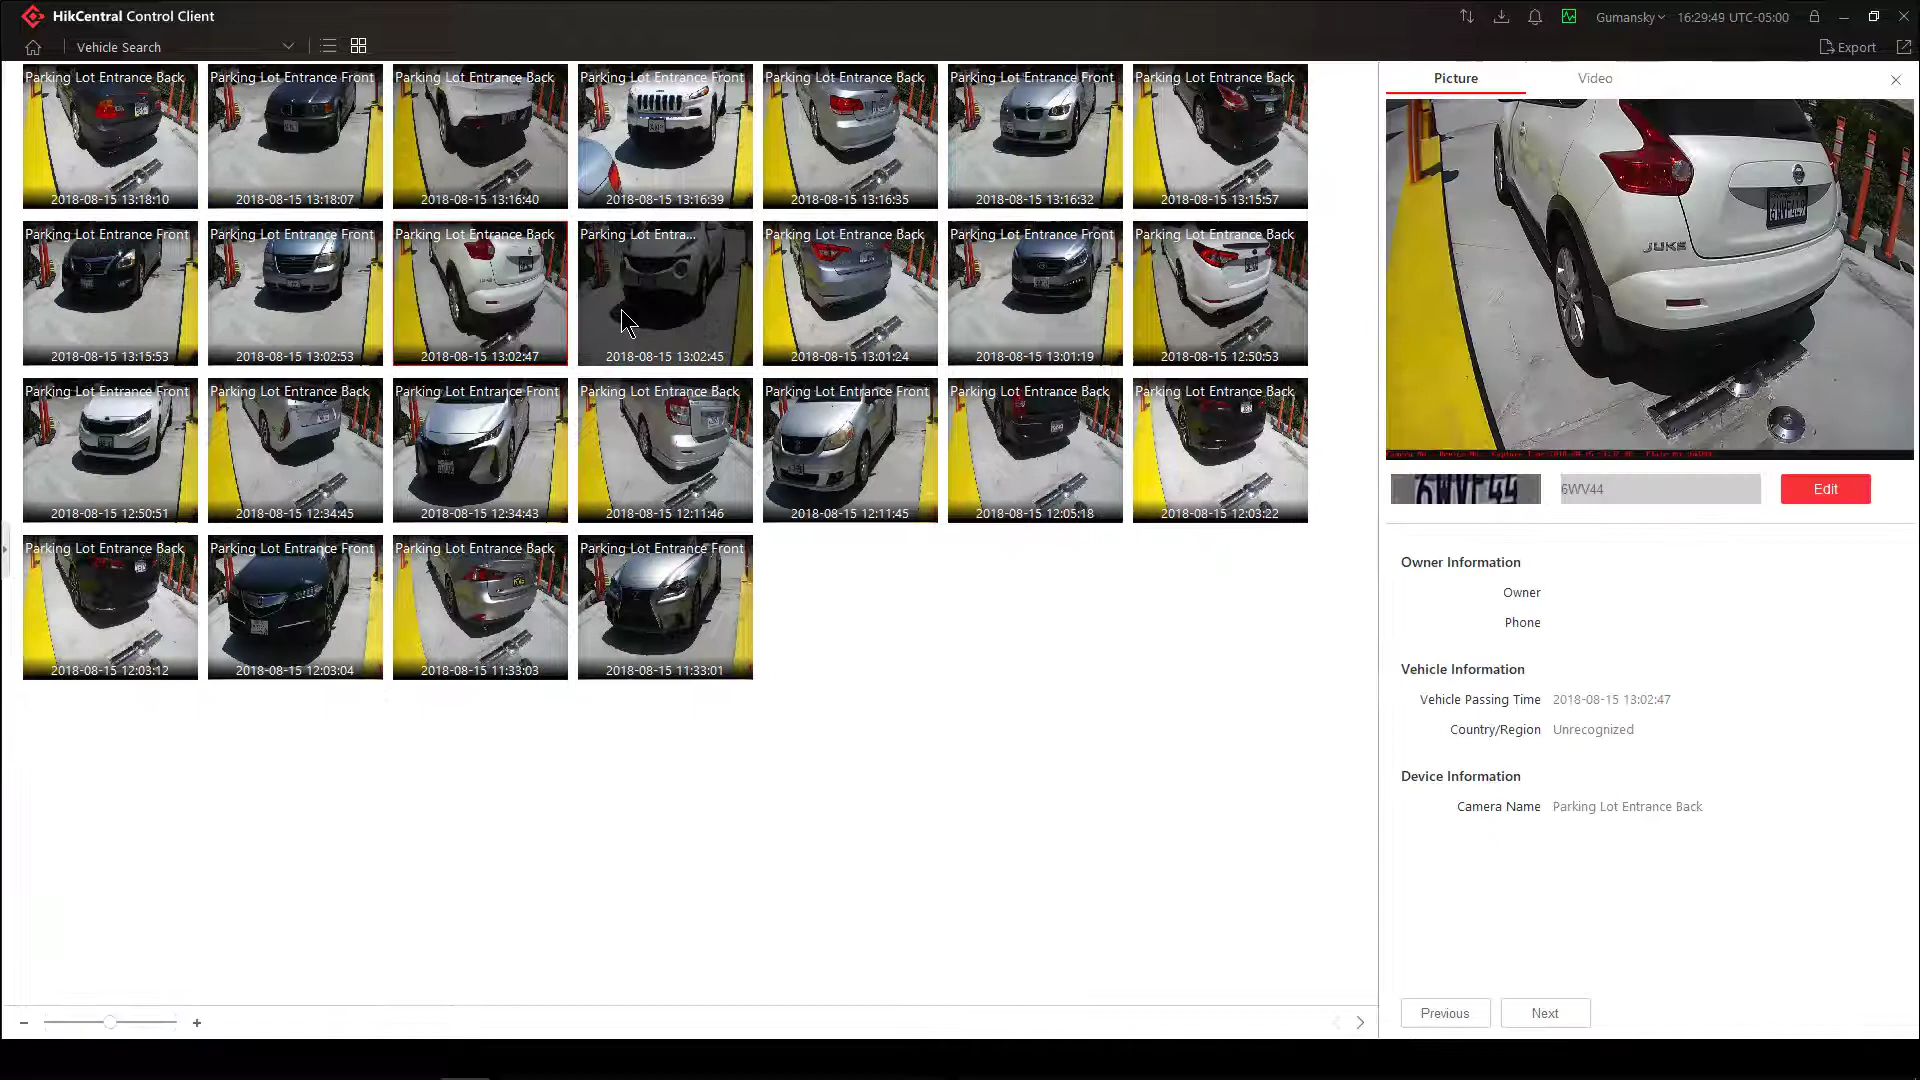 HikCentral Control Client
Gumansky
16:29:49 UTC-05:00
Vehicle Search
Export
Parking Lot Entrance Back
2018-08-15 13:18:10
Parking Lot Entrance Front
2018-08-15 13:18:07
Parking Lot Entrance Back
2018-08-15 13:16:40
Parking Lot Entrance Front
2018-08-15 13:16:39
Parking Lot Entrance Back
2018-08-15 13:16:35
Parking Lot Entrance Front
2018-08-15 13:16:32
Parking Lot Entrance Back
2018-08-15 13:15:57
Parking Lot Entrance Front
2018-08-15 13:15:53
Parking Lot Entrance Front
2018-08-15 13:02:53
Parking Lot Entrance Back
2018-08-15 13:02:47
Parking Lot Entra...
2018-08-15 13:02:45
Parking Lot Entrance Back
2018-08-15 13:01:24
Parking Lot Entrance Front
2018-08-15 13:01:19
Parking Lot Entrance Back
2018-08-15 12:50:53
Parking Lot Entrance Front
2018-08-15 12:50:51
Parking Lot Entrance Back
2018-08-15 12:34:45
Parking Lot Entrance Front
2018-08-15 12:34:43
Parking Lot Entrance Back
2018-08-15 12:11:46
Parking Lot Entrance Front
2018-08-15 12:11:45
Parking Lot Entrance Back
2018-08-15 12:05:18
Parking Lot Entrance Back
2018-08-15 12:03:22
Parking Lot Entrance Back
2018-08-15 12:03:12
Parking Lot Entrance Front
2018-08-15 12:03:04
Parking Lot Entrance Back
2018-08-15 11:33:03
Parking Lot Entrance Front
2018-08-15 11:33:01
Picture
Video
JUKE
6WV44
Edit
Owner Information
Owner
Phone
Vehicle Information
Vehicle Passing Time 2018-08-15 13:02:47
Country/Region Unrecognized
Device Information
Camera Name Parking Lot Entrance Back
Previous
Next